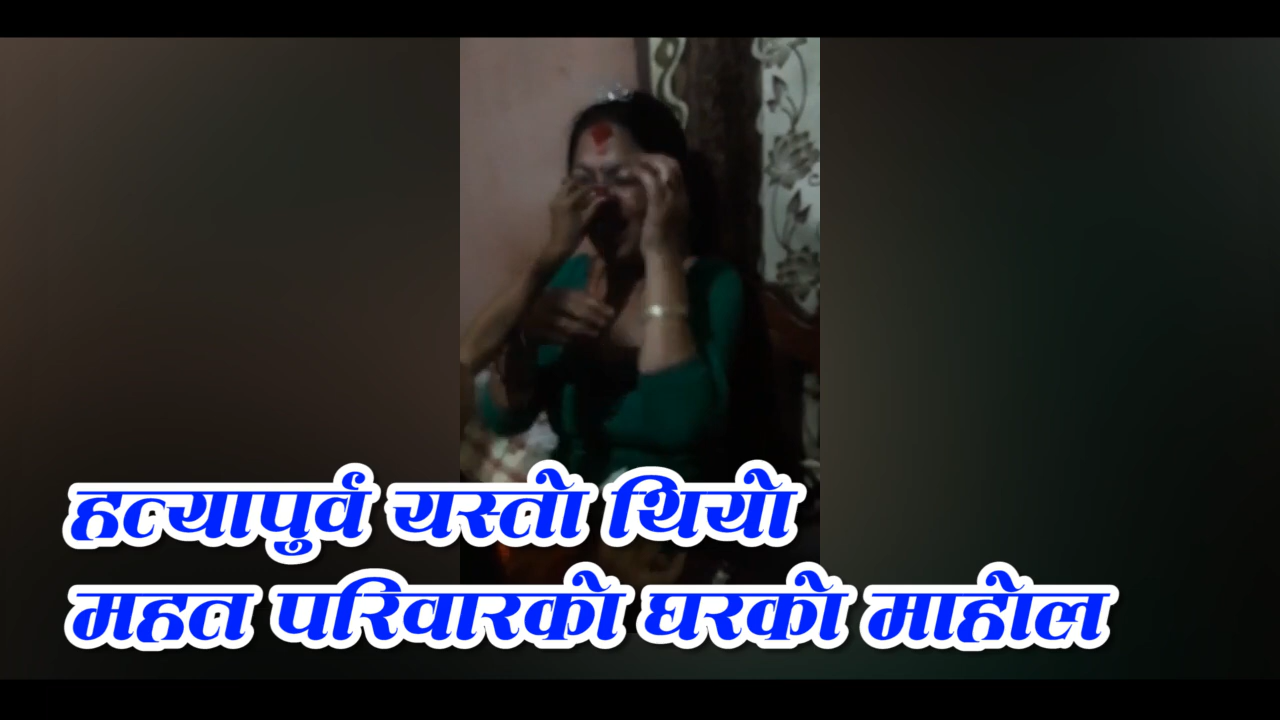 हत्यापुर्व यस्तो थियो
महत परिवारको घरको माहोल